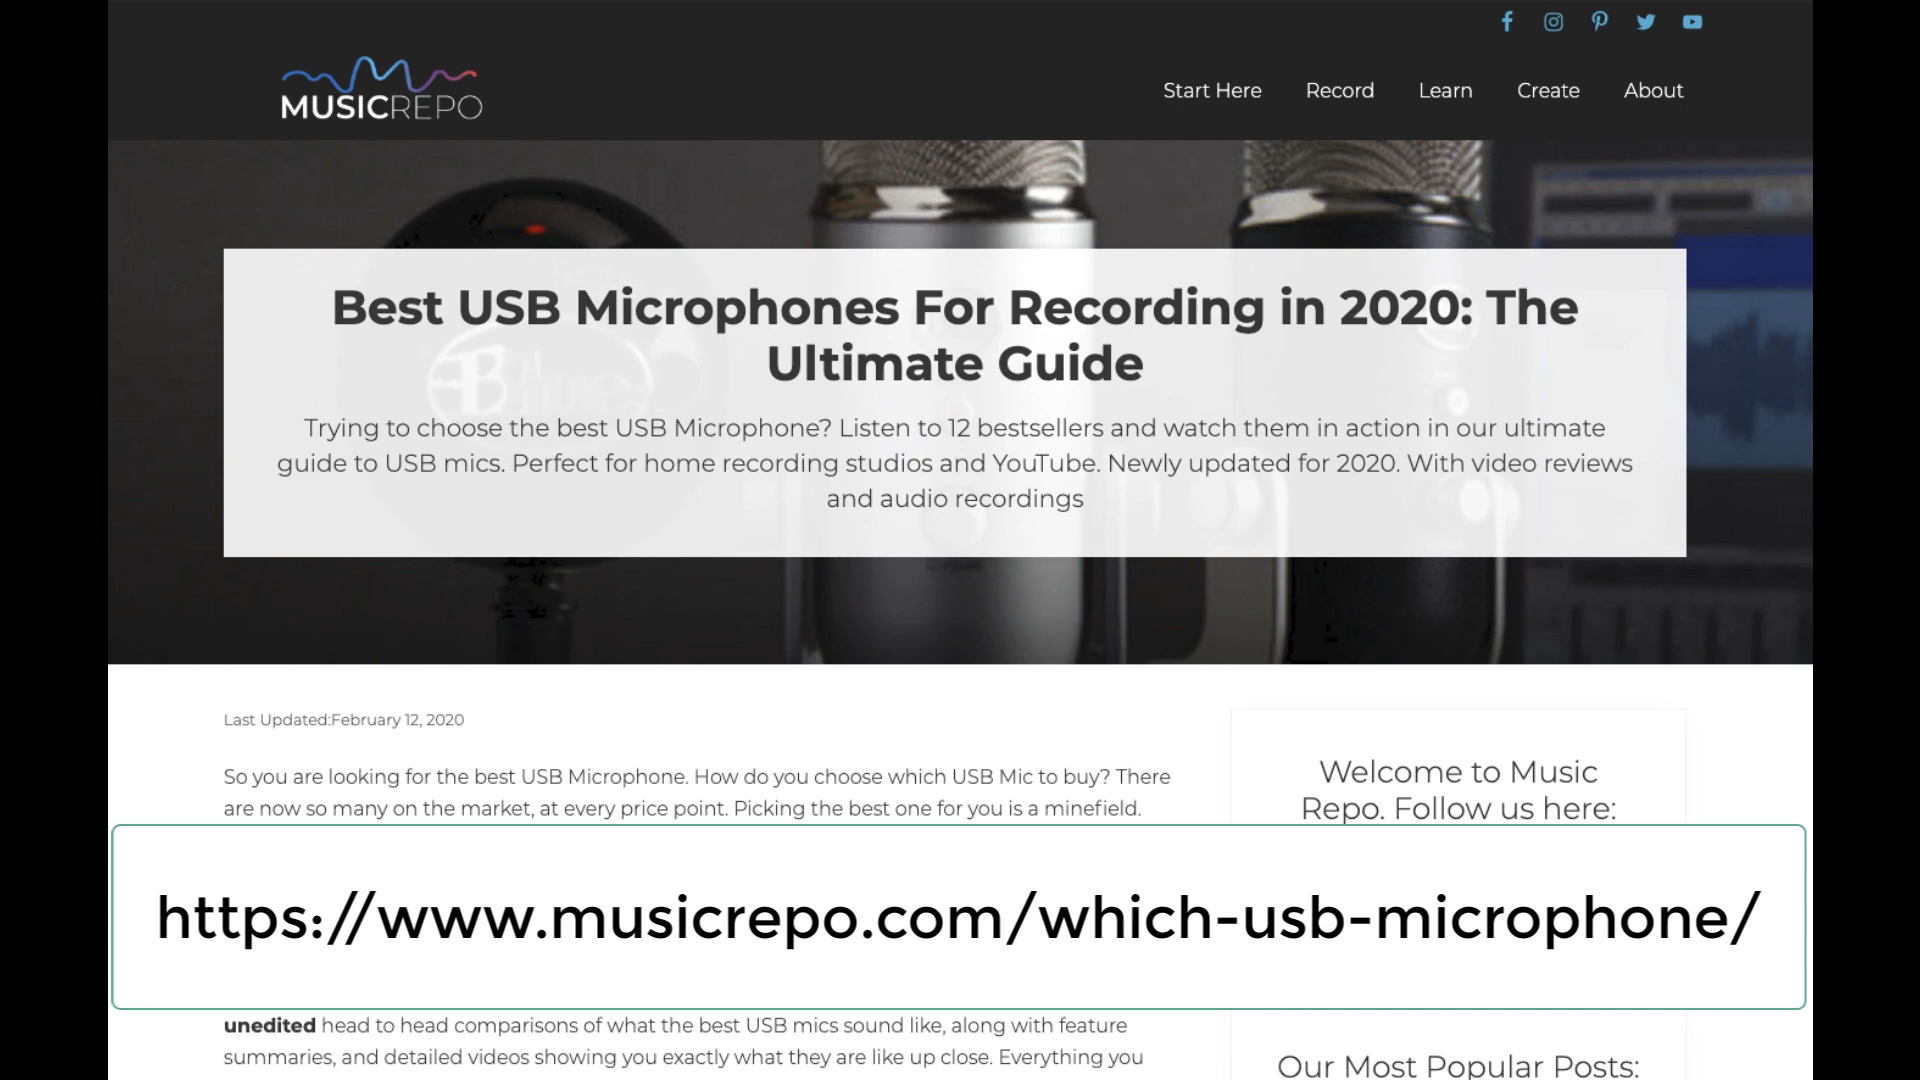 MUSICREPO
Start Here
Record
Learn
Create
About
Best USB Microphones For Recording in 2020: The
Ultimate Guide
Trying to choose the best USB Microphone? Listen to 12 bestsellers and watch them in action in our ultimate
guide to USB mics. Perfect for home recording studios and YouTube. Newly updated for 2020. With video reviews
and audio recordings
Last Updated:February 12, 2020
So you are looking for the best USB Microphone. How do you choose which USB Mic to buy? There
are now so many on the market, at every price point. Picking the best one for you is a minefield.
Welcome to Music
Repo. Follow us here:
https://www.musicrepo.com/which-usb-microphone/
unedited head to head comparisons of what the best USB mics sound like, along with feature
summaries, and detailed videos showing you exactly what they are like up close. Everything you
Our Most Popular Posts: